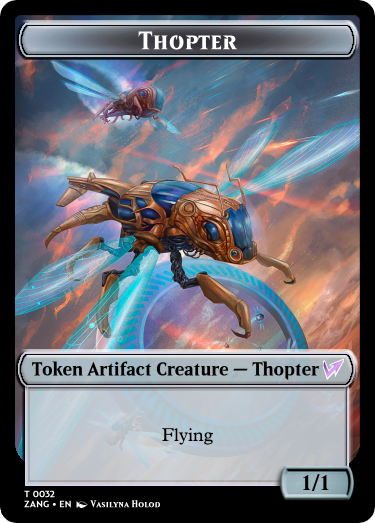 Thopter
Token Artifact Creature — Thopter
Flying
1/1
T 0032
ZANG • EN Vasilyna Holod